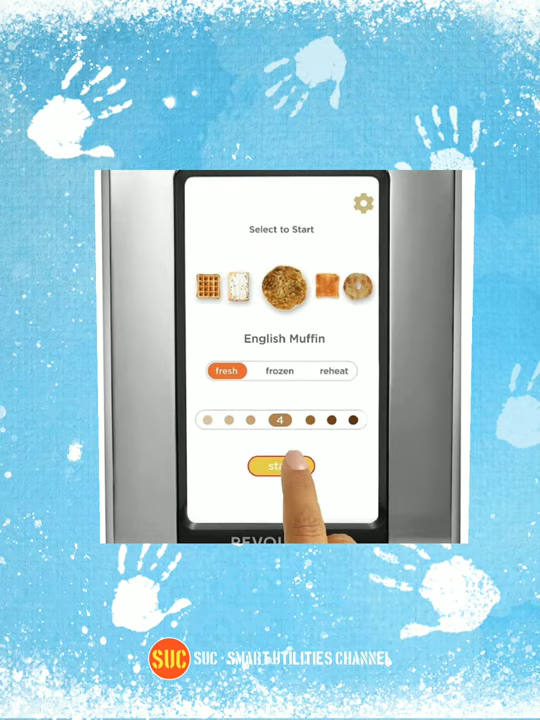 Select to Start
English Muffin
fresh frozen reheat
4
SUC SUC · SMART UTILITIES CHANNEL